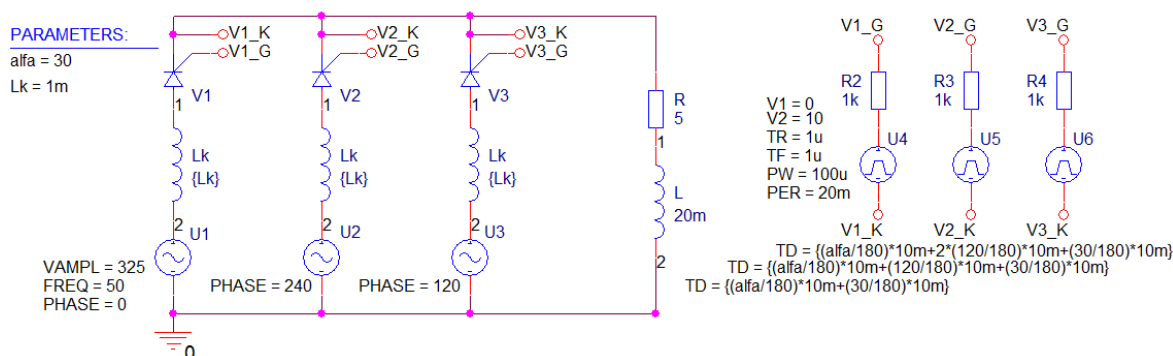 PARAMETERS:
alfa = 30
Lk = 1m
V1_K
V1_G
V1
1
Lk
{Lk}
2
U1
VAMPL = 325
FREQ = 50
PHASE = 0
0
V2_K
V2_G
V2
1
Lk
{Lk}
2
U2
PHASE = 240
V3_K
V3_G
V3
1
Lk
{Lk}
2
U3
PHASE = 120
R
5
1
L
20m
2
V1_G
V2_G
V3_G
R2
1k
R3
1k
R4
1k
V1 = 0
V2 = 10
TR = 1u
TF = 1u
PW = 100u
PER = 20m
U4
U5
U6
V1_K
V2_K
V3_K
TD = {(alfa/180)*10m+2*(120/180)*10m+(30/180)*10m}
TD = {(alfa/180)*10m+(120/180)*10m+(30/180)*10m}
TD = {(alfa/180)*10m+(30/180)*10m}